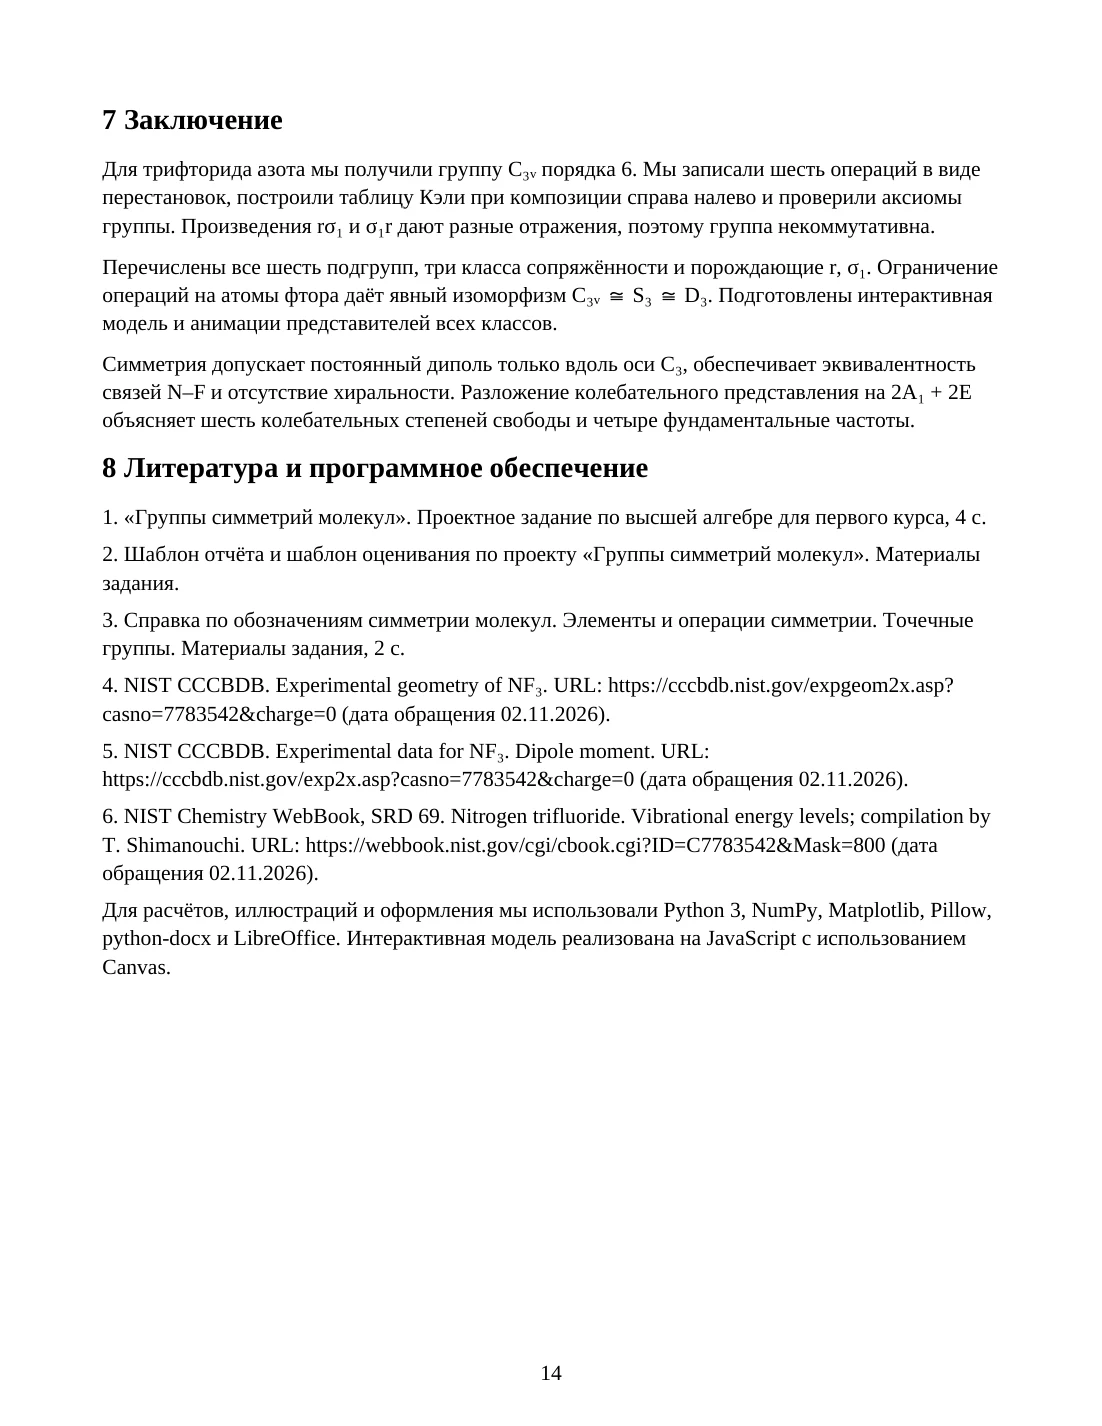 7 Заключение
Для трифторида азота мы получили группу C₃ᵥ порядка 6. Мы записали шесть операций в виде
перестановок, построили таблицу Кэли при композиции справа налево и проверили аксиомы
группы. Произведения rσ₁ и σ₁r дают разные отражения, поэтому группа некоммутативна.
Перечислены все шесть подгрупп, три класса сопряжённости и порождающие r, σ₁. Ограничение
операций на атомы фтора даёт явный изоморфизм C₃ᵥ ≅ S₃ ≅ D₃. Подготовлены интерактивная
модель и анимации представителей всех классов.
Симметрия допускает постоянный диполь только вдоль оси C₃, обеспечивает эквивалентность
связей N–F и отсутствие хиральности. Разложение колебательного представления на 2A₁ + 2E
объясняет шесть колебательных степеней свободы и четыре фундаментальные частоты.
8 Литература и программное обеспечение
1. «Группы симметрий молекул». Проектное задание по высшей алгебре для первого курса, 4 с.
2. Шаблон отчёта и шаблон оценивания по проекту «Группы симметрий молекул». Материалы
задания.
3. Справка по обозначениям симметрии молекул. Элементы и операции симметрии. Точечные
группы. Материалы задания, 2 с.
4. NIST CCCBDB. Experimental geometry of NF₃. URL: https://cccbdb.nist.gov/expgeom2x.asp?
casno=7783542&charge=0 (дата обращения 02.11.2026).
5. NIST CCCBDB. Experimental data for NF₃. Dipole moment. URL:
https://cccbdb.nist.gov/exp2x.asp?casno=7783542&charge=0 (дата обращения 02.11.2026).
6. NIST Chemistry WebBook, SRD 69. Nitrogen trifluoride. Vibrational energy levels; compilation by
T. Shimanouchi. URL: https://webbook.nist.gov/cgi/cbook.cgi?ID=C7783542&Mask=800 (дата
обращения 02.11.2026).
Для расчётов, иллюстраций и оформления мы использовали Python 3, NumPy, Matplotlib, Pillow,
python-docx и LibreOffice. Интерактивная модель реализована на JavaScript с использованием
Canvas.
14